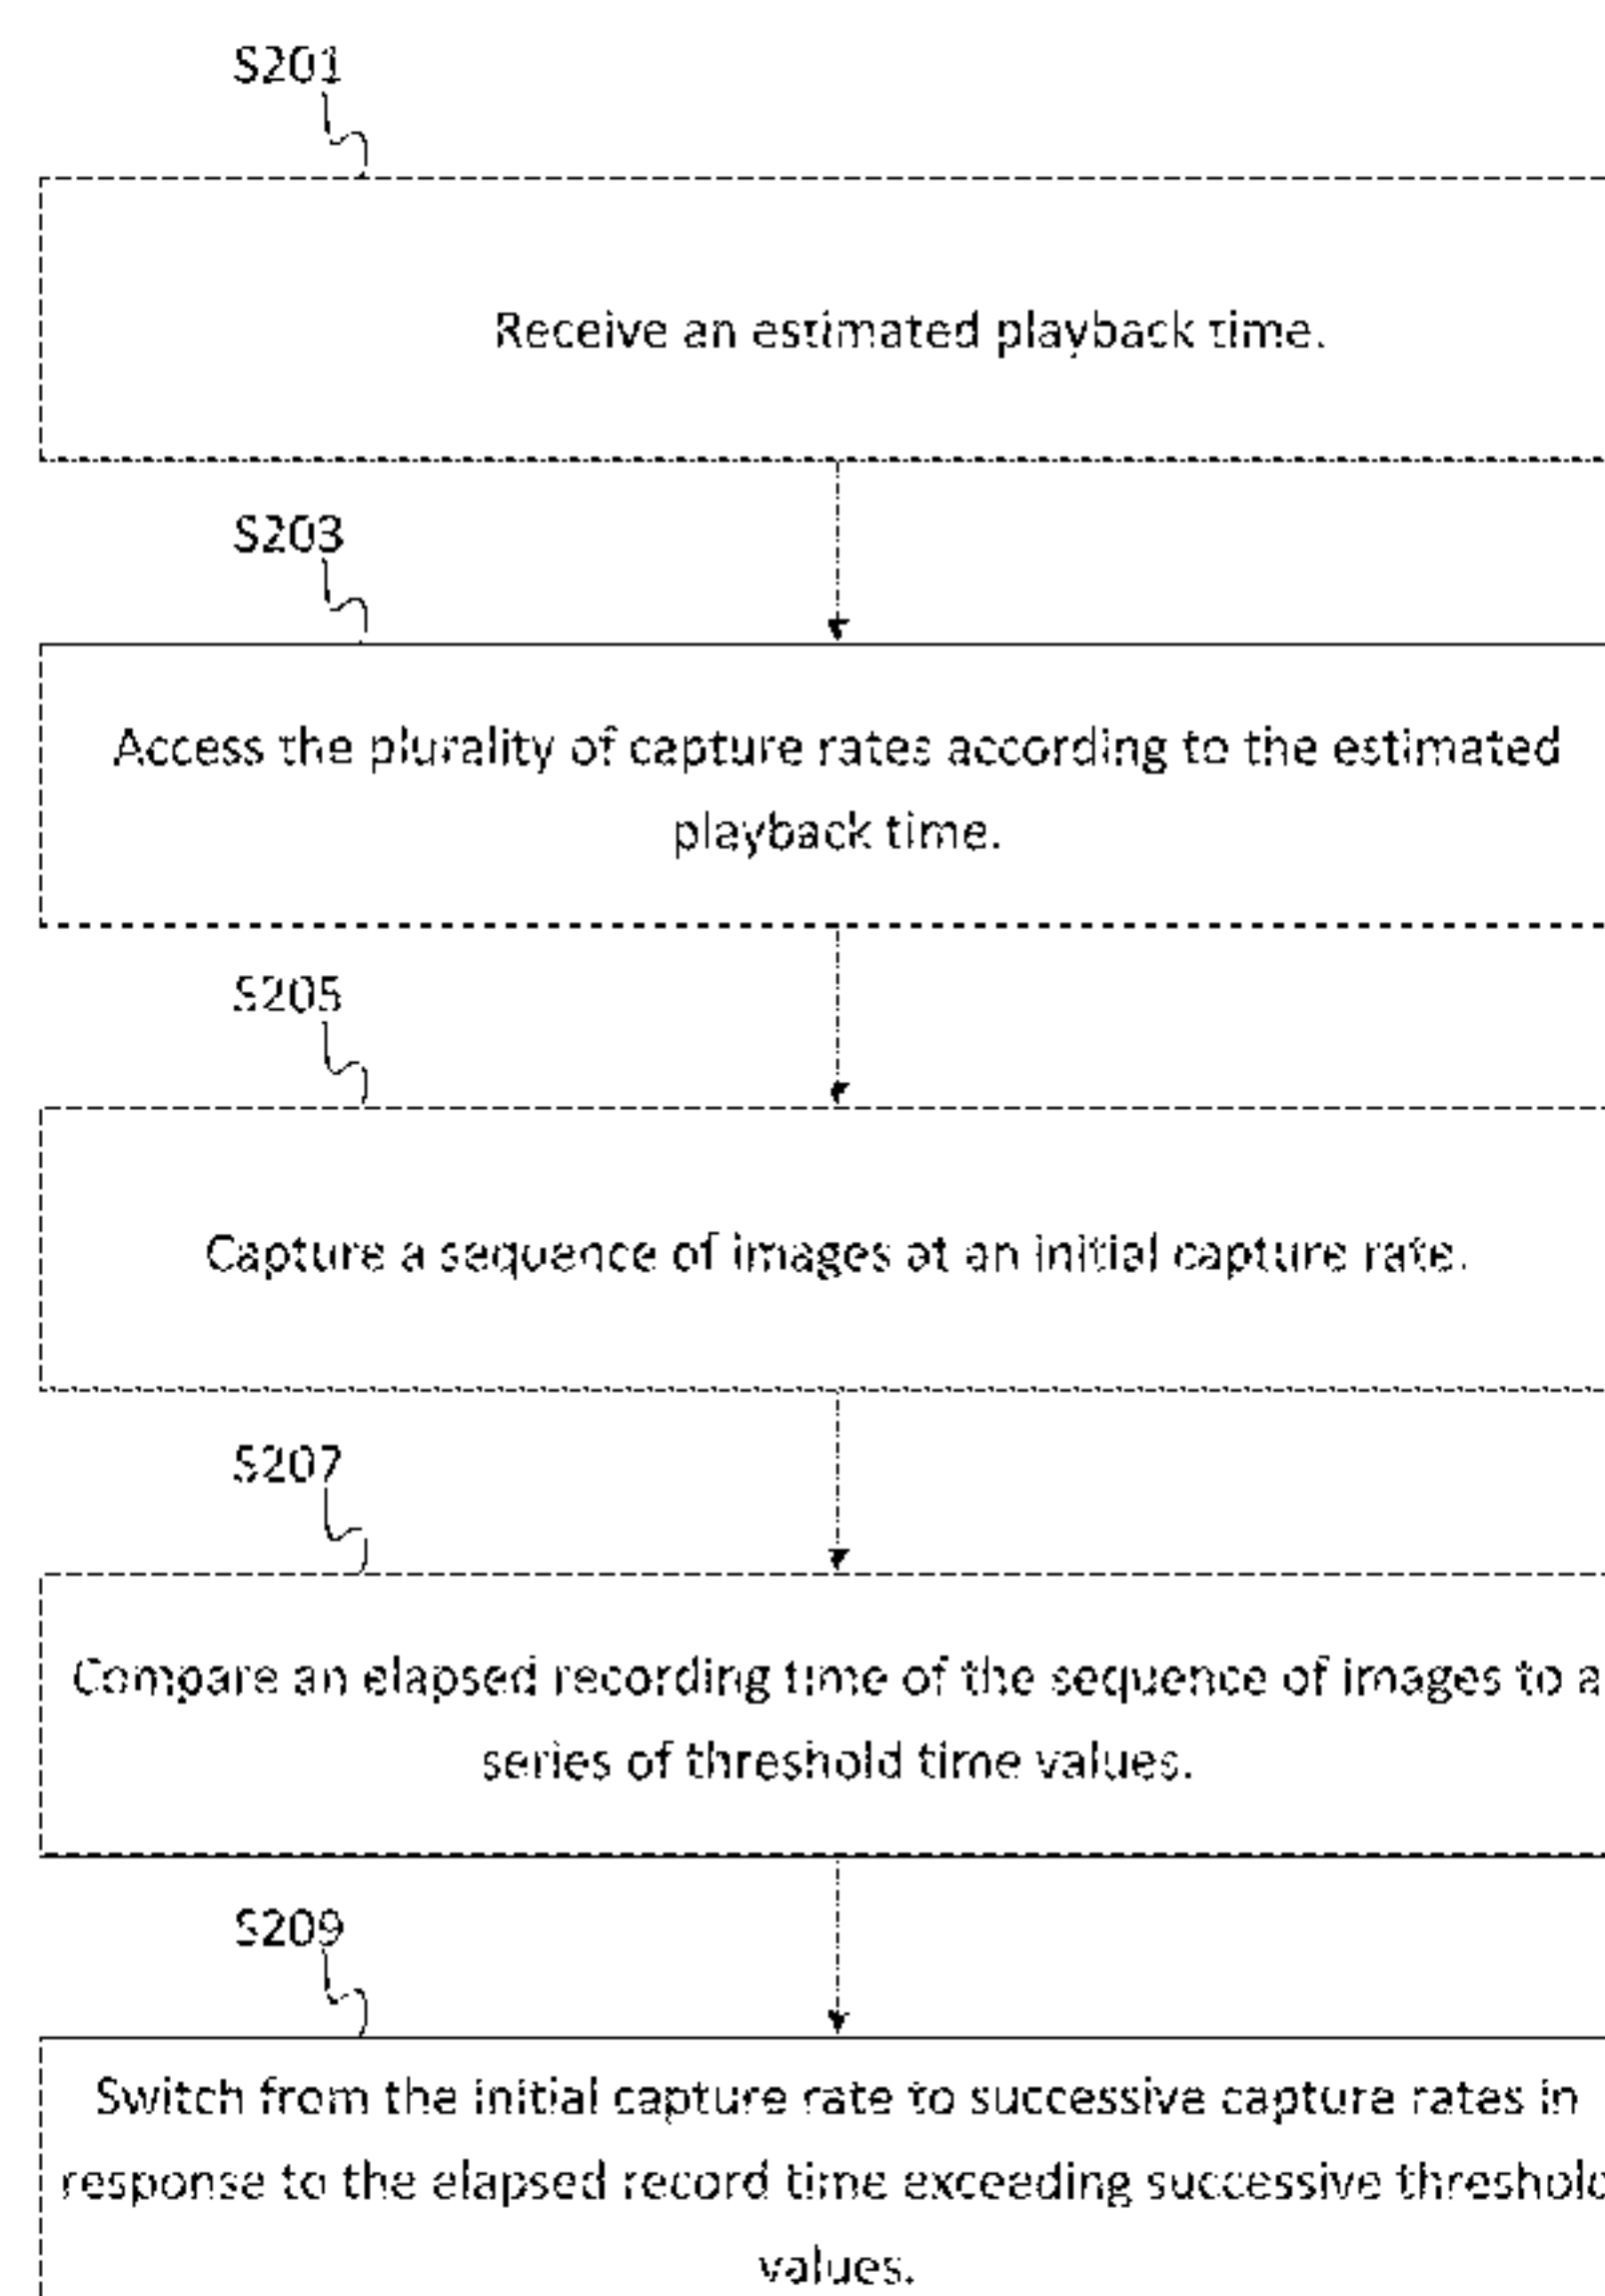 S201
Receive an estimated playback time.
S203
Access the plurality of capture rates according to the estimated
playback time.
S205
Capture a sequence of images at an initial capture rate.
S207
Compare an elapsed recording time of the sequence of images to a
series of threshold time values.
S209
Switch from the initial capture rate to successive capture rates in
response to the elapsed record time exceeding successive threshold
values.